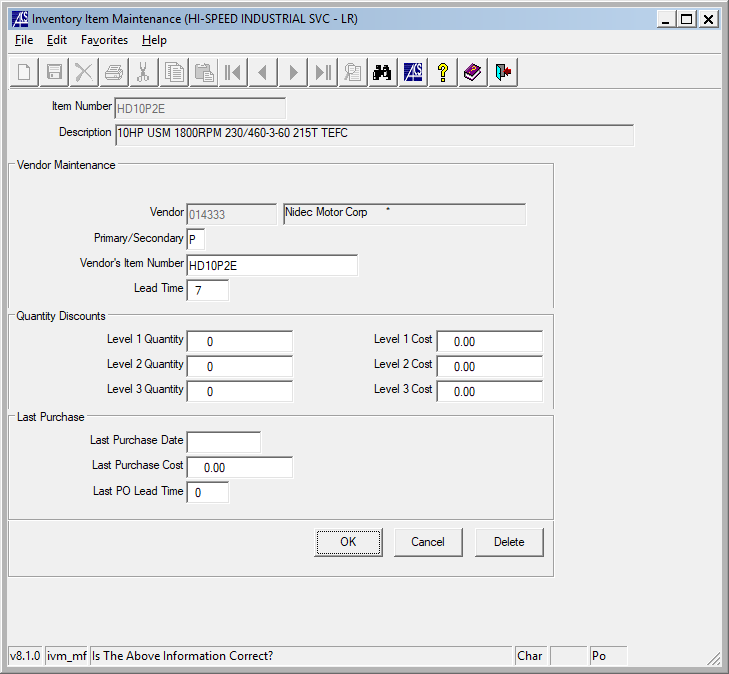 Inventory Item Maintenance (HI-SPEED INDUSTRIAL SVC - LR)
File Edit Favorites Help
Item Number HD10P2E
Description 10HP USM 1800RPM 230/460-3-60 215T TEFC
Vendor Maintenance
Vendor 014333 Nidec Motor Corp *
Primary/Secondary P
Vendor's Item Number HD10P2E
Lead Time 7
Quantity Discounts
Level 1 Quantity 0 Level 1 Cost 0.00
Level 2 Quantity 0 Level 2 Cost 0.00
Level 3 Quantity 0 Level 3 Cost 0.00
Last Purchase
Last Purchase Date
Last Purchase Cost 0.00
Last PO Lead Time 0
OK Cancel Delete
v8.1.0 ivm_mf Is The Above Information Correct? Char Po